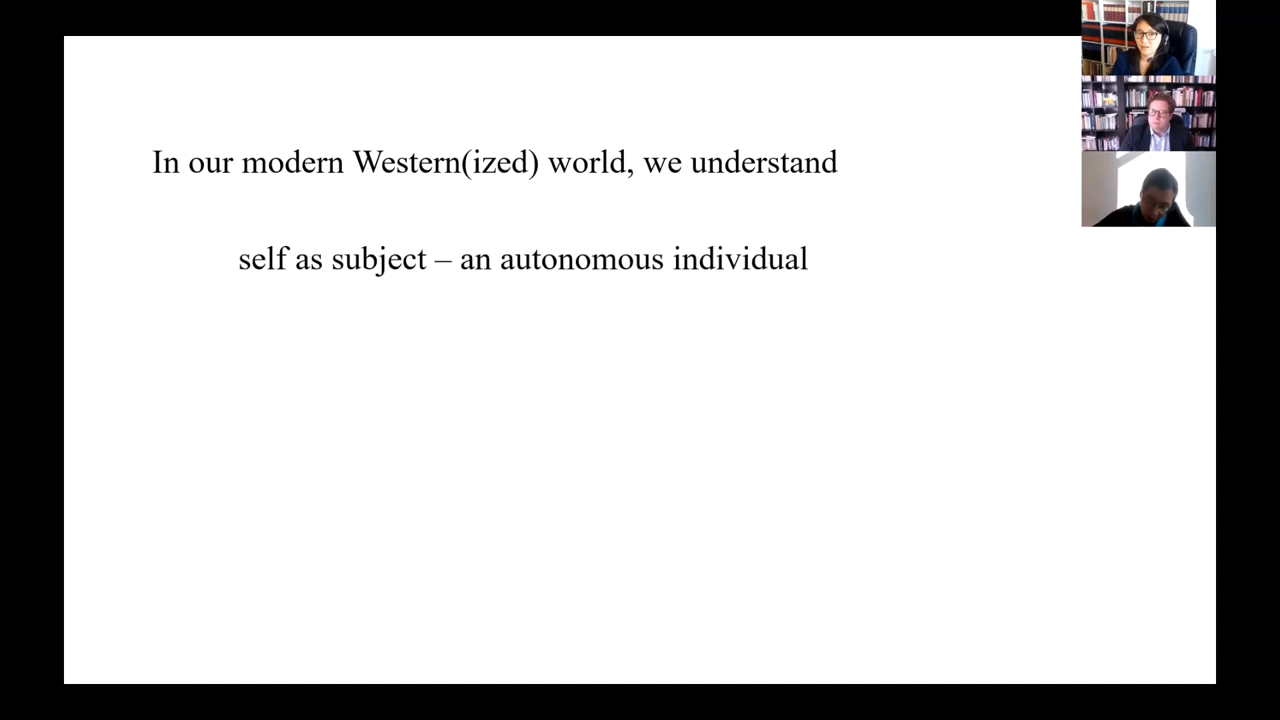 In our modern Western(ized) world, we understand
self as subject – an autonomous individual